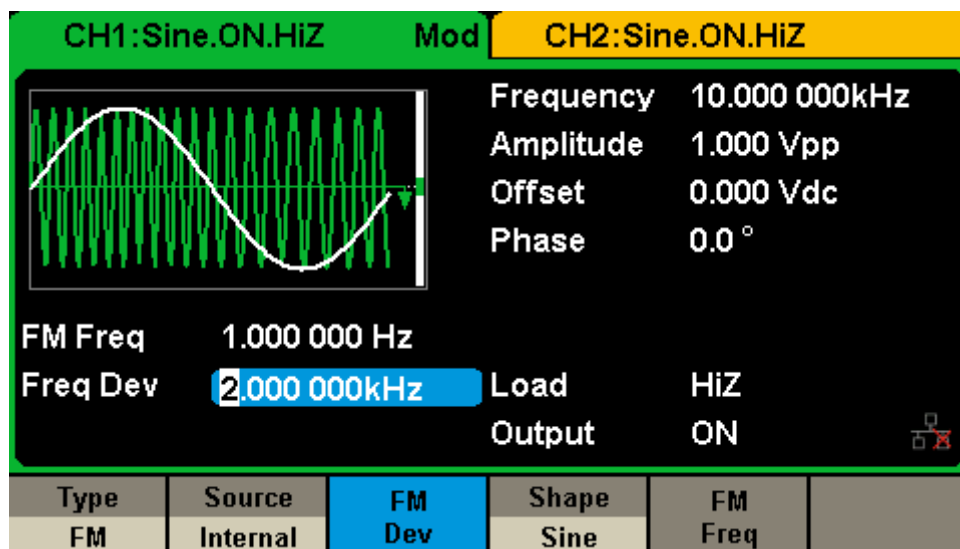 CH1:Sine.ON.HiZ Mod CH2:Sine.ON.HiZ
Frequency 10.000 000kHz
Amplitude 1.000 Vpp
Offset 0.000 Vdc
Phase 0.0 °
FM Freq 1.000 000 Hz
Freq Dev 2.000 000kHz
Load HiZ
Output ON
Type Source FM Shape FM
FM Internal Dev Sine Freq